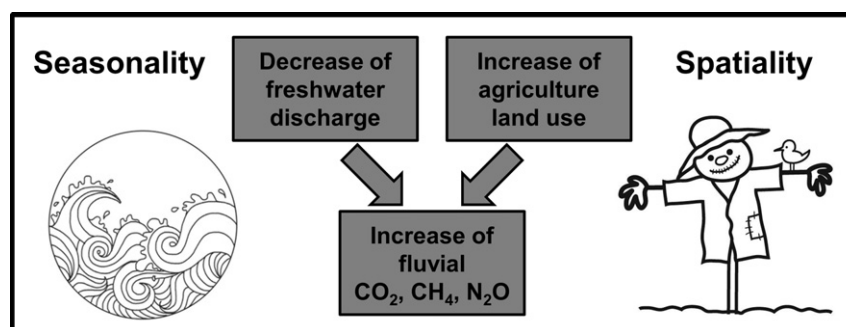 Seasonality
Decrease of
freshwater
discharge
Increase of
agriculture
land use
Spatiality
Increase of
fluvial
CO₂, CH₄, N₂O